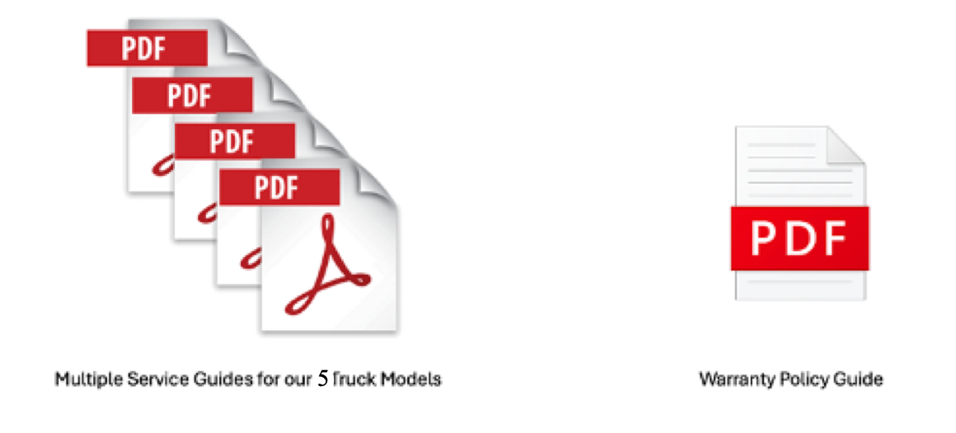 PDF
PDF
PDF
PDF
PDF
Multiple Service Guides for our 5 Truck Models
Warranty Policy Guide